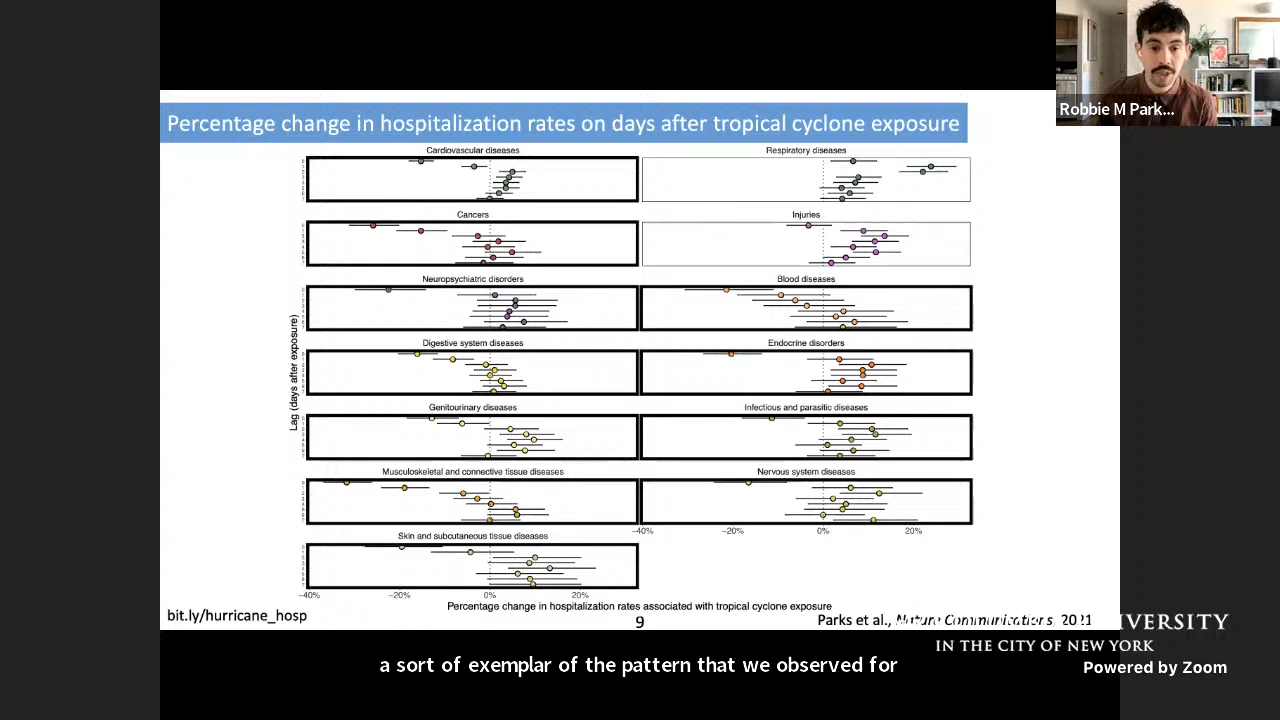 Robbie M Park...
Percentage change in hospitalization rates on days after tropical cyclone exposure
Cardiovascular diseases
Respiratory diseases
Cancers
Injuries
Neuropsychiatric disorders
Blood diseases
Digestive system diseases
Endocrine disorders
Lag (days after exposure)
Genitourinary diseases
Infectious and parasitic diseases
Musculoskeletal and connective tissue diseases
Nervous system diseases
−40% −20% 0% 20%
Skin and subcutaneous tissue diseases
−40% −20% 0% 20%
Percentage change in hospitalization rates associated with tropical cyclone exposure
bit.ly/hurricane_hosp
9
Parks et al., Nature Communications, 2021
IVERSITY
IN THE CITY OF NEW YORK
a sort of exemplar of the pattern that we observed for
Powered by Zoom